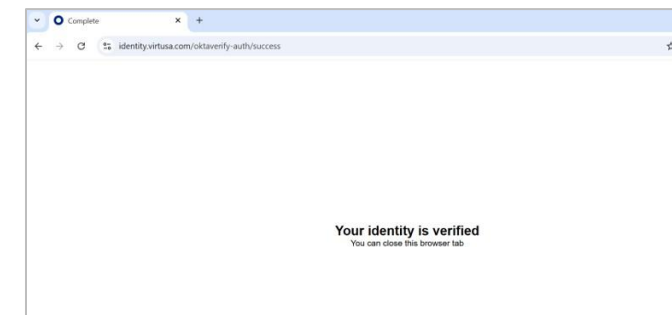 Complete
identity.virtusa.com/oktaverify-auth/success
Your identity is verified
You can close this browser tab